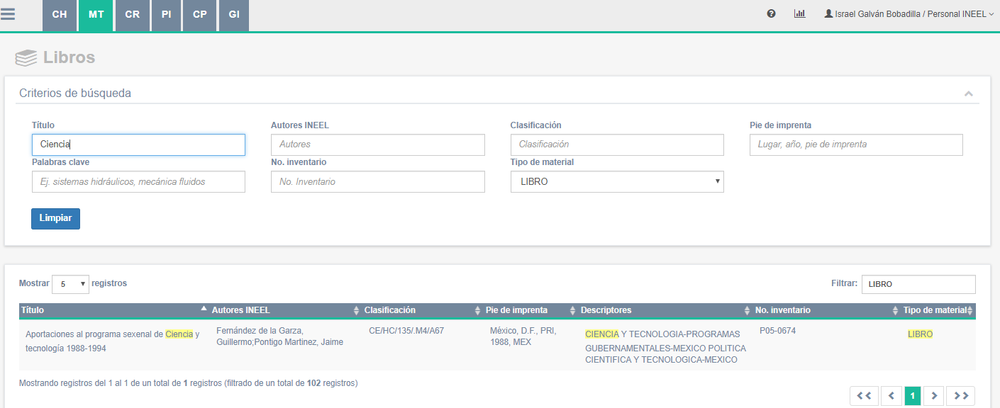 CH MT CR PI CP GI Israel Galván Bobadilla / Personal INEEL
Libros
Criterios de búsqueda
Título Autores INEEL Clasificación Pie de imprenta
Ciencia Autores Clasificación Lugar, año, pie de imprenta
Palabras clave No. inventario Tipo de material
Ej. sistemas hidráulicos, mecánica fluidos No. Inventario LIBRO
Limpiar
Mostrar 5 registros Filtrar: LIBRO
Título Autores INEEL Clasificación Pie de imprenta Descriptores No. inventario Tipo de material
Aportaciones al programa sexenal de Ciencia y
tecnología 1988-1994
Fernández de la Garza,
Guillermo;Pontigo Martinez, Jaime
CE/HC/135/.M4/A67
México, D.F., PRI,
1988, MEX
CIENCIA Y TECNOLOGIA-PROGRAMAS
GUBERNAMENTALES-MEXICO POLITICA
CIENTIFICA Y TECNOLOGICA-MEXICO
P05-0674
LIBRO
Mostrando registros del 1 al 1 de un total de 1 registros (filtrado de un total de 102 registros)
1